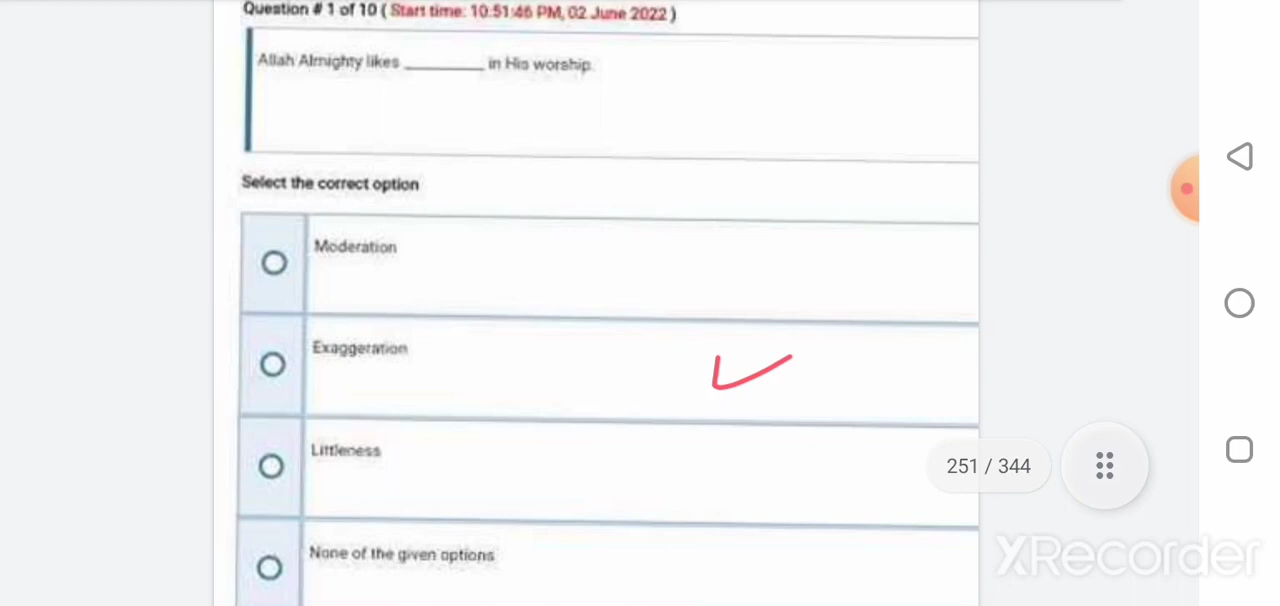 Question # 1 of 10 ( Start time: 10:51:46 PM, 02 June 2022 )
Allah Almighty likes __________ in His worship.
Select the correct option
Moderation
Exaggeration
Littleness
251 / 344
None of the given options
XRecorder